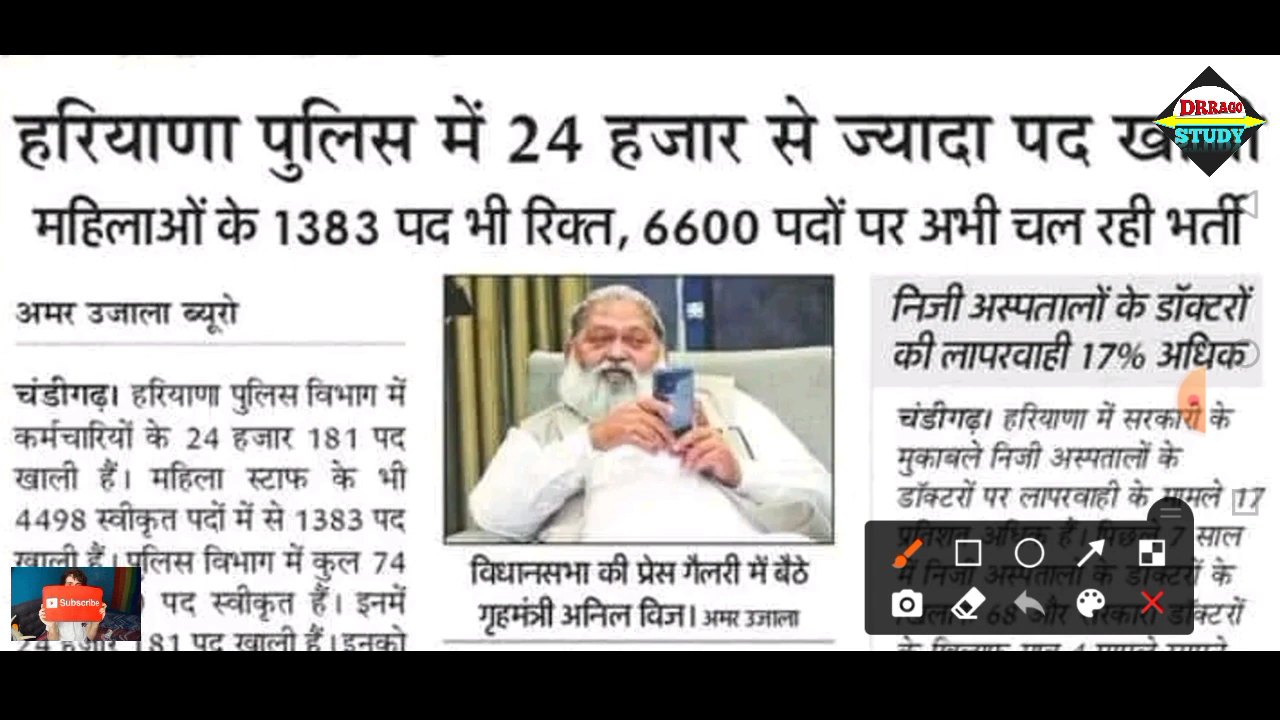 हरियाणा पुलिस में 24 हजार से ज्यादा पद
महिलाओं के 1383 पद भी रिक्त, 6600 पदों पर अभी चल रही भर्ती
DRRAGO
STUDY
अमर उजाला ब्यूरो
चंडीगढ़। हरियाणा पुलिस विभाग में
कर्मचारियों के 24 हजार 181 पद
खाली हैं। महिला स्टाफ के भी
4498 स्वीकृत पदों में से 1383 पद
खाली हैं। पुलिस विभाग में कुल 74
पद स्वीकृत हैं। इनमें
24 हजार 181 पद खाली हैं। इनको
Subscribe
विधानसभा की प्रेस गैलरी में बैठे
गृहमंत्री अनिल विज। अमर उजाला
निजी अस्पतालों के डॉक्टरों
की लापरवाही 17% अधिक
चंडीगढ़। हरियाणा में सरकारी के
मुकाबले निजी अस्पतालों के
डॉक्टरों पर लापरवाही के मामले 17
प्रतिशत अधिक हैं। पिछले 7 साल
में निजी अस्पतालों के डॉक्टरों के
68 और सरकारी डॉक्टरों